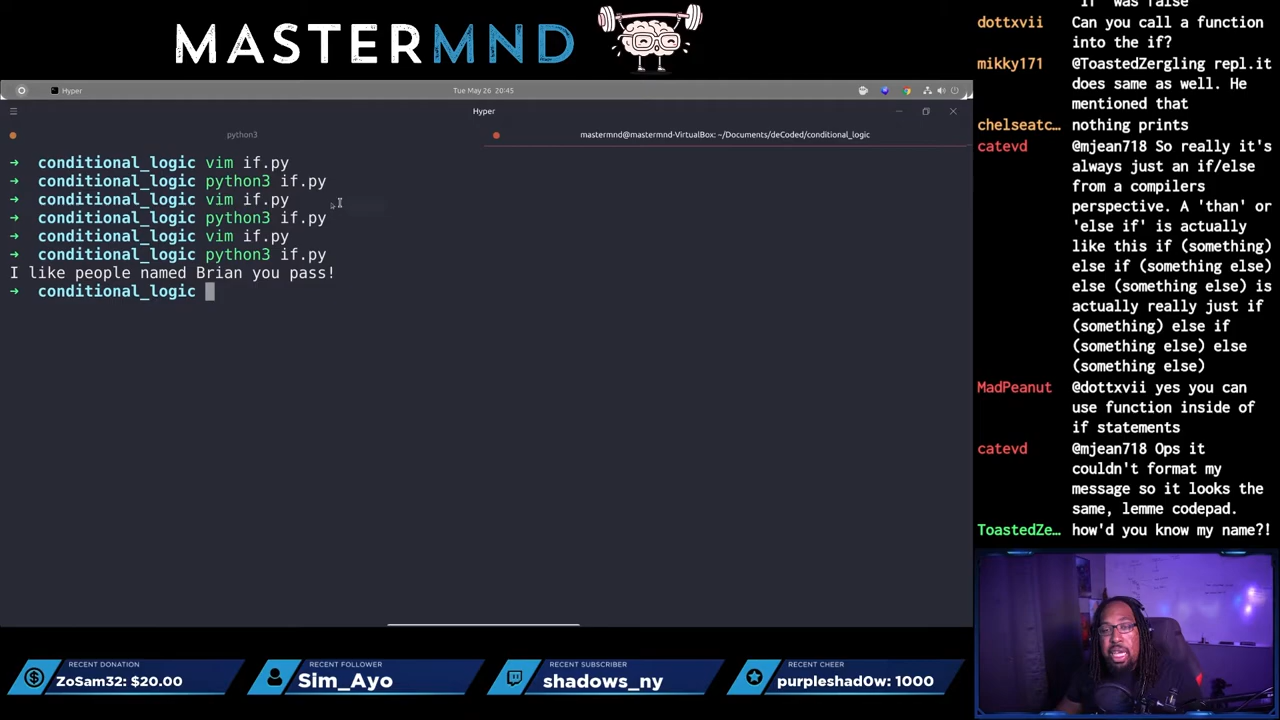 MASTERMND
Hyper
Tue May 26 20:45
Hyper
python3
mastermnd@mastermnd-VirtualBox: ~/Documents/deCoded/conditional_logic
➜ conditional_logic vim if.py
➜ conditional_logic python3 if.py
➜ conditional_logic vim if.py
➜ conditional_logic python3 if.py
➜ conditional_logic vim if.py
➜ conditional_logic python3 if.py
I like people named Brian you pass!
➜ conditional_logic
"if" was false
dottxvii Can you call a function
into the if?
mikky171 @ToastedZergling repl.it
does same as well. He
mentioned that
chelseatc… nothing prints
catevd @mjean718 So really it's
always just an if/else
from a compilers
perspective. A 'than' or
'else if' is actually
like this if (something)
else if (something else)
else (something else) is
actually really just if
(something) else if
(something else) else
(something else)
MadPeanut @dottxvii yes you can
use function inside of
if statements
catevd @mjean718 Ops it
couldn't format my
message so it looks the
same, lemme codepad.
ToastedZe… how'd you know my name?!
RECENT DONATION
ZoSam32: $20.00
RECENT FOLLOWER
Sim_Ayo
RECENT SUBSCRIBER
shadows_ny
RECENT CHEER
purpleshad0w: 1000